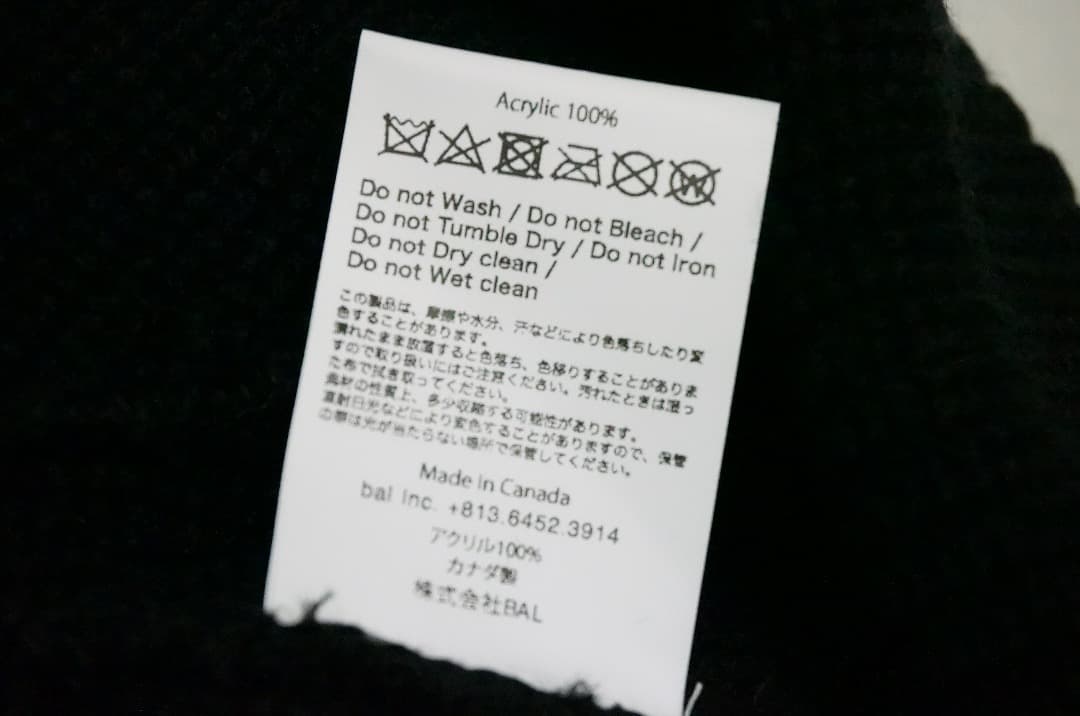 Acrylic 100%
Do not Wash / Do not Bleach /
Do not Tumble Dry / Do not Iron
Do not Dry clean /
Do not Wet clean
この製品は、摩擦や水分、汗などにより色落ちしたり変
色することがあります。
濡れたまま放置すると色落ち、色移りすることがありま
すので取り扱いにはご注意ください。汚れたときは湿っ
た布で拭き取ってください。
素材の性質上、多少収縮する可能性があります。
直射日光などにより変色することがありますので、保管
の際は光が当たらない場所で保管してください。
Made in Canada
bal inc. +813.6452.3914
アクリル100%
カナダ製
株式会社BAL